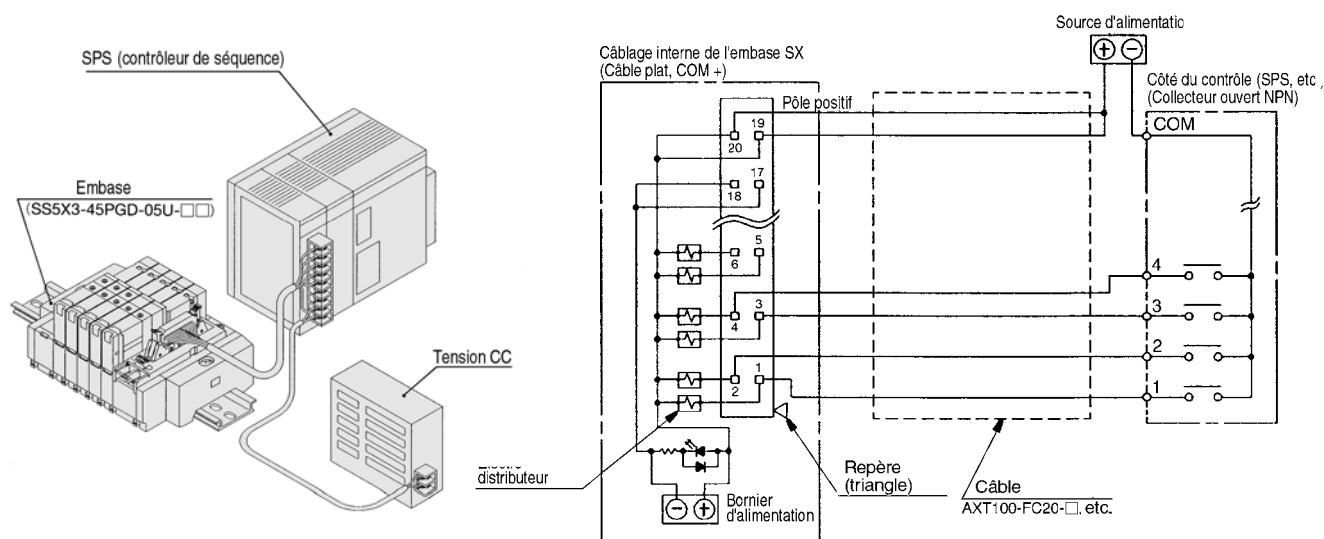 SPS (contrôleur de séquence)
Embase
(SS5X3-45PGD-05U-□□)
Tension CC
Source d'alimentatio
+ −
Câblage interne de l'embase SX
(Câble plat, COM +)
Côté du contrôle (SPS, etc.,
(Collecteur ouvert NPN)
Pôle positif
COM
19
20
17
18
5
6
4
3
4
3
2
1
2
1
distributeur
− +
Bornier
d'alimentation
Repère
(triangle)
Câble
AXT100-FC20-□, etc.